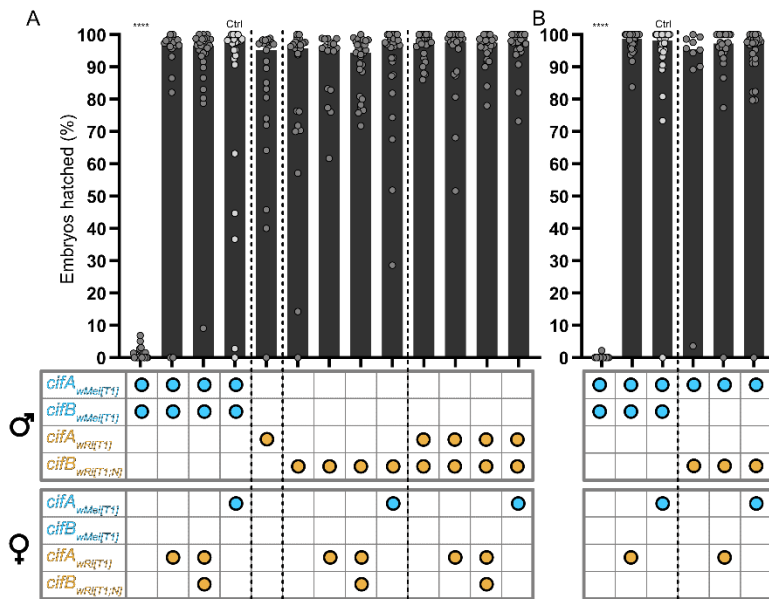 A
B
****
Ctrl
****
Ctrl
Embryos hatched (%)
100
90
80
70
60
50
40
30
20
10
0
100
90
80
70
60
50
40
30
20
10
0
♂
cifA wMel[T1]
cifB wMel[T1]
cifA wRi[T1]
cifB wRi[T1;N]
♀
cifA wMel[T1]
cifB wMel[T1]
cifA wRi[T1]
cifB wRi[T1;N]